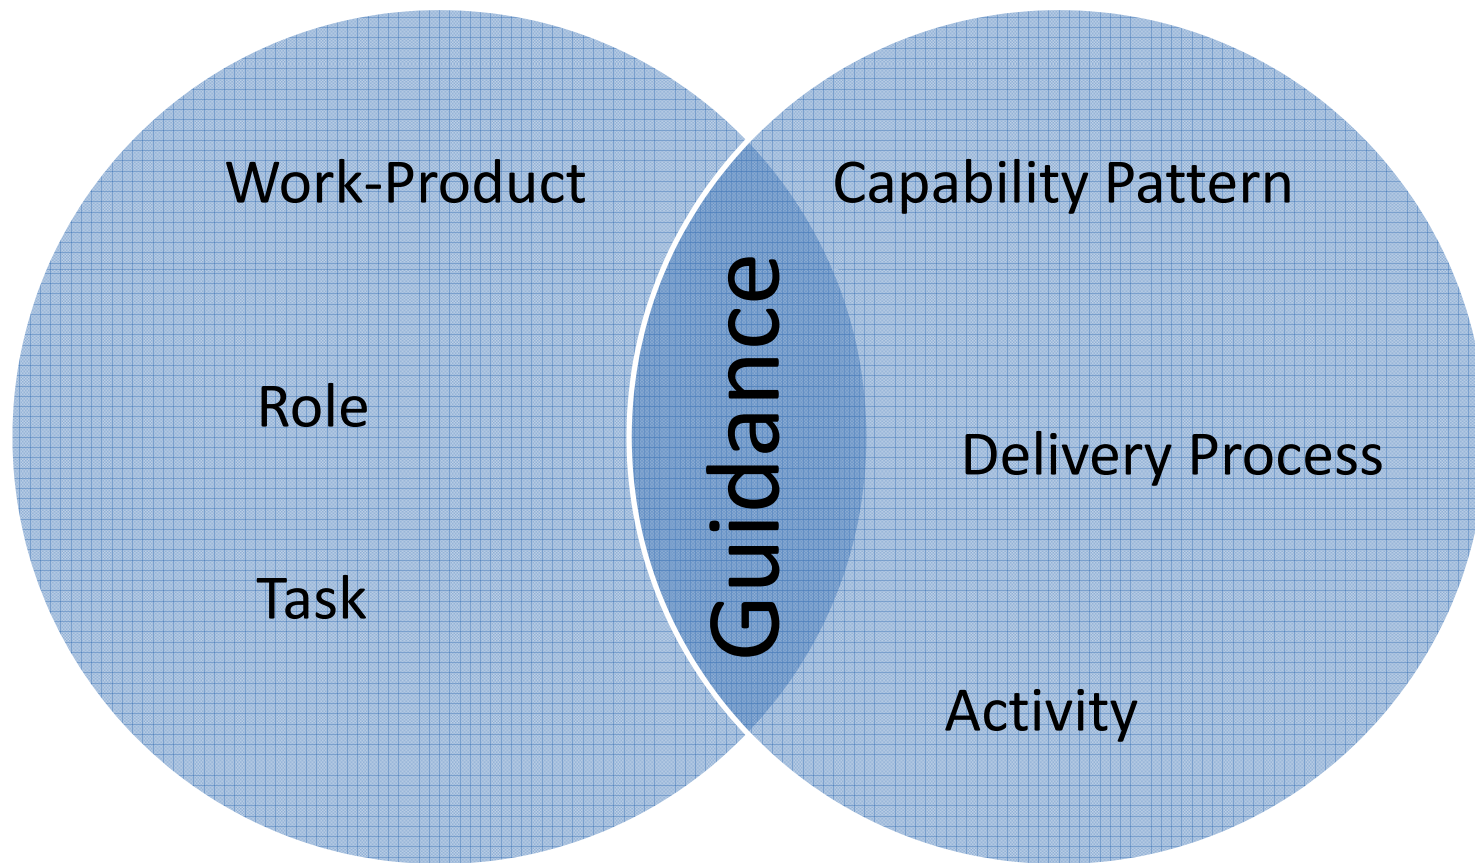 Work-Product
Role
Task
Guidance
Capability Pattern
Delivery Process
Activity